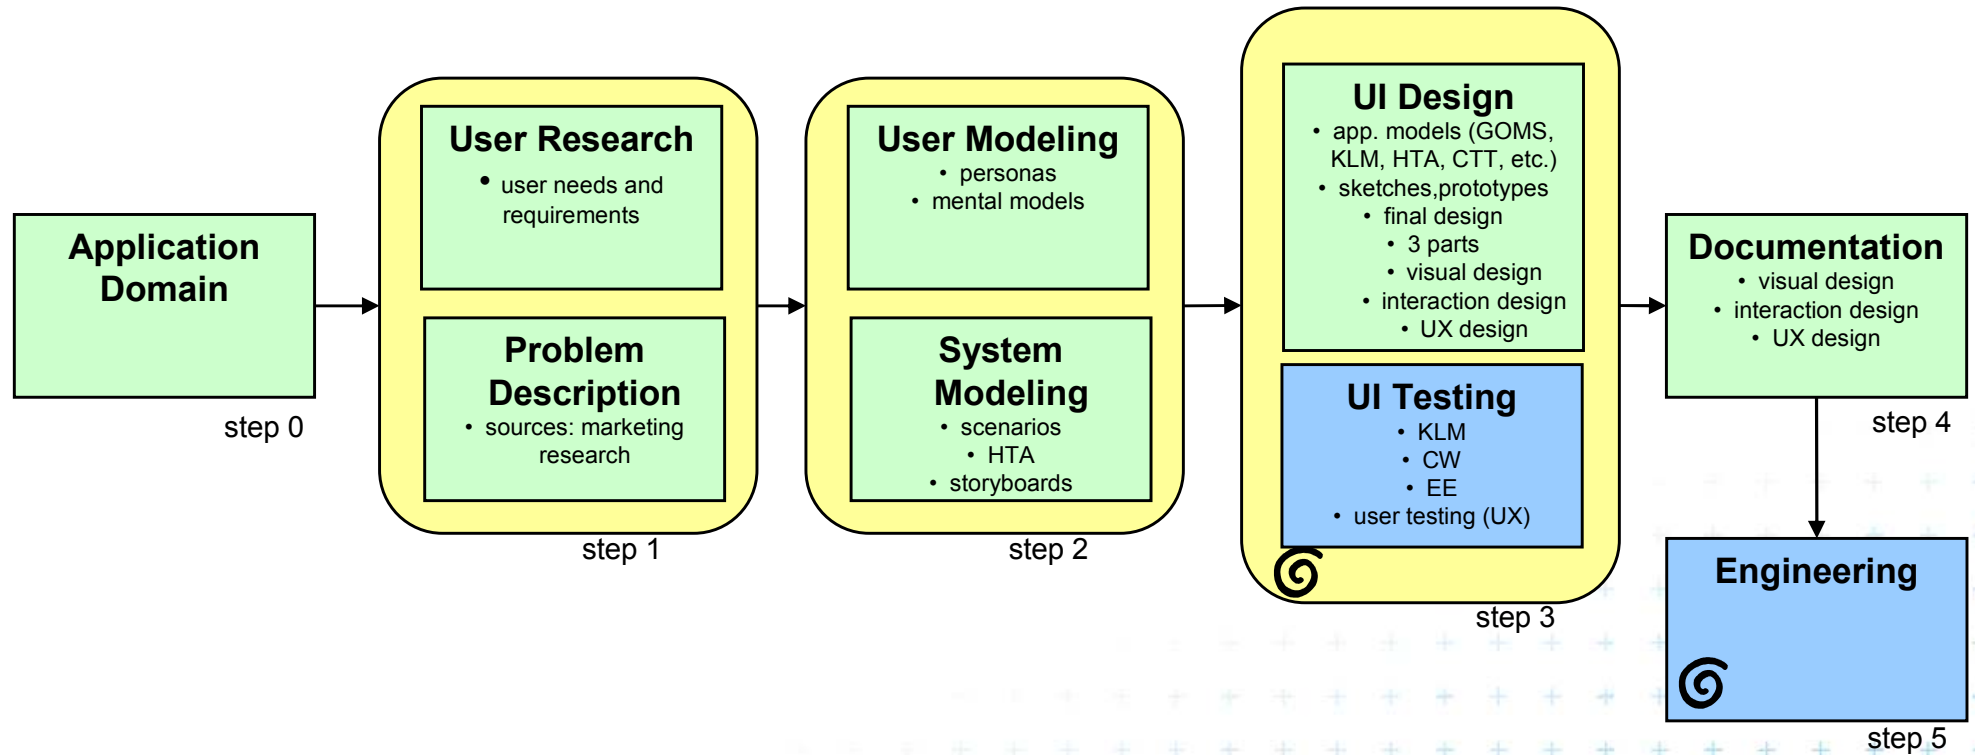 Application
Domain
step 0
User Research
• user needs and
requirements
Problem
Description
• sources: marketing
research
step 1
User Modeling
• personas
• mental models
System
Modeling
• scenarios
• HTA
• storyboards
step 2
UI Design
• app. models (GOMS,
KLM, HTA, CTT, etc.)
• sketches,prototypes
• final design
• 3 parts
• visual design
• interaction design
• UX design
UI Testing
• KLM
• CW
• EE
• user testing (UX)
step 3
Documentation
• visual design
• interaction design
• UX design
step 4
Engineering
step 5